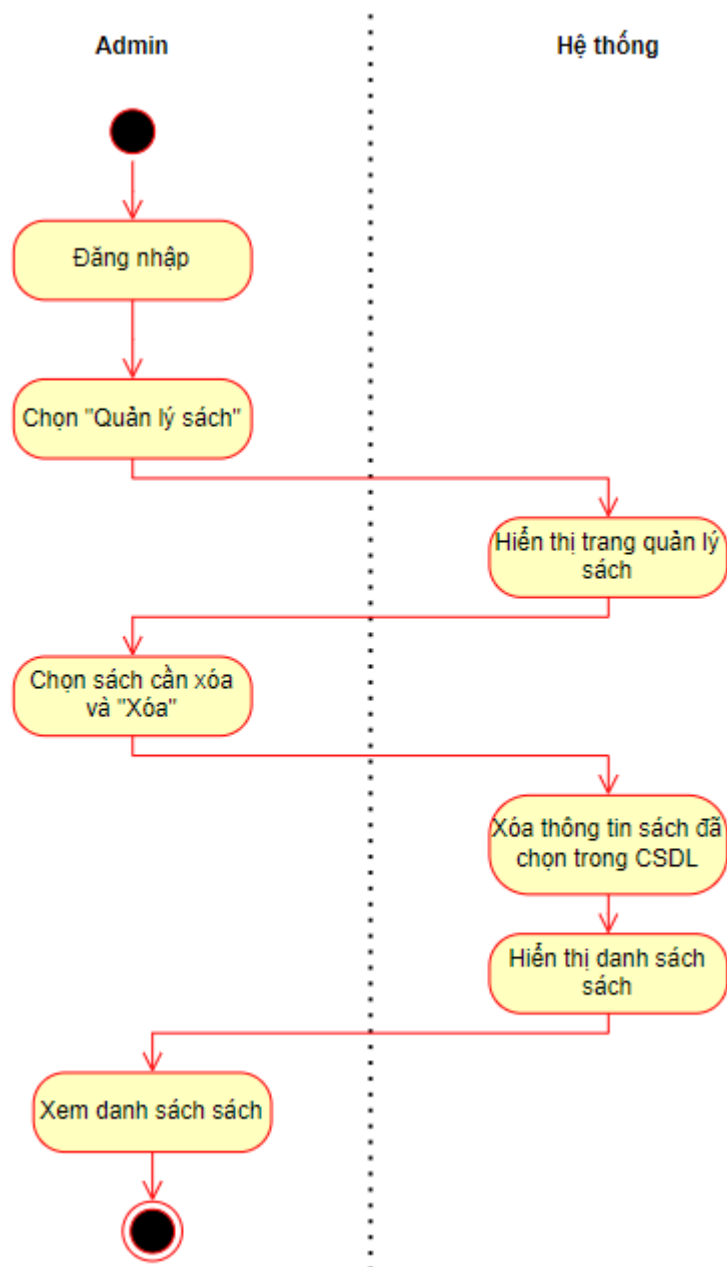 Admin
Hệ thống
Đăng nhập
Chọn "Quản lý sách"
Hiển thị trang quản lý
sách
Chọn sách cần xóa
và "Xóa"
Xóa thông tin sách đã
chọn trong CSDL
Hiển thị danh sách
sách
Xem danh sách sách